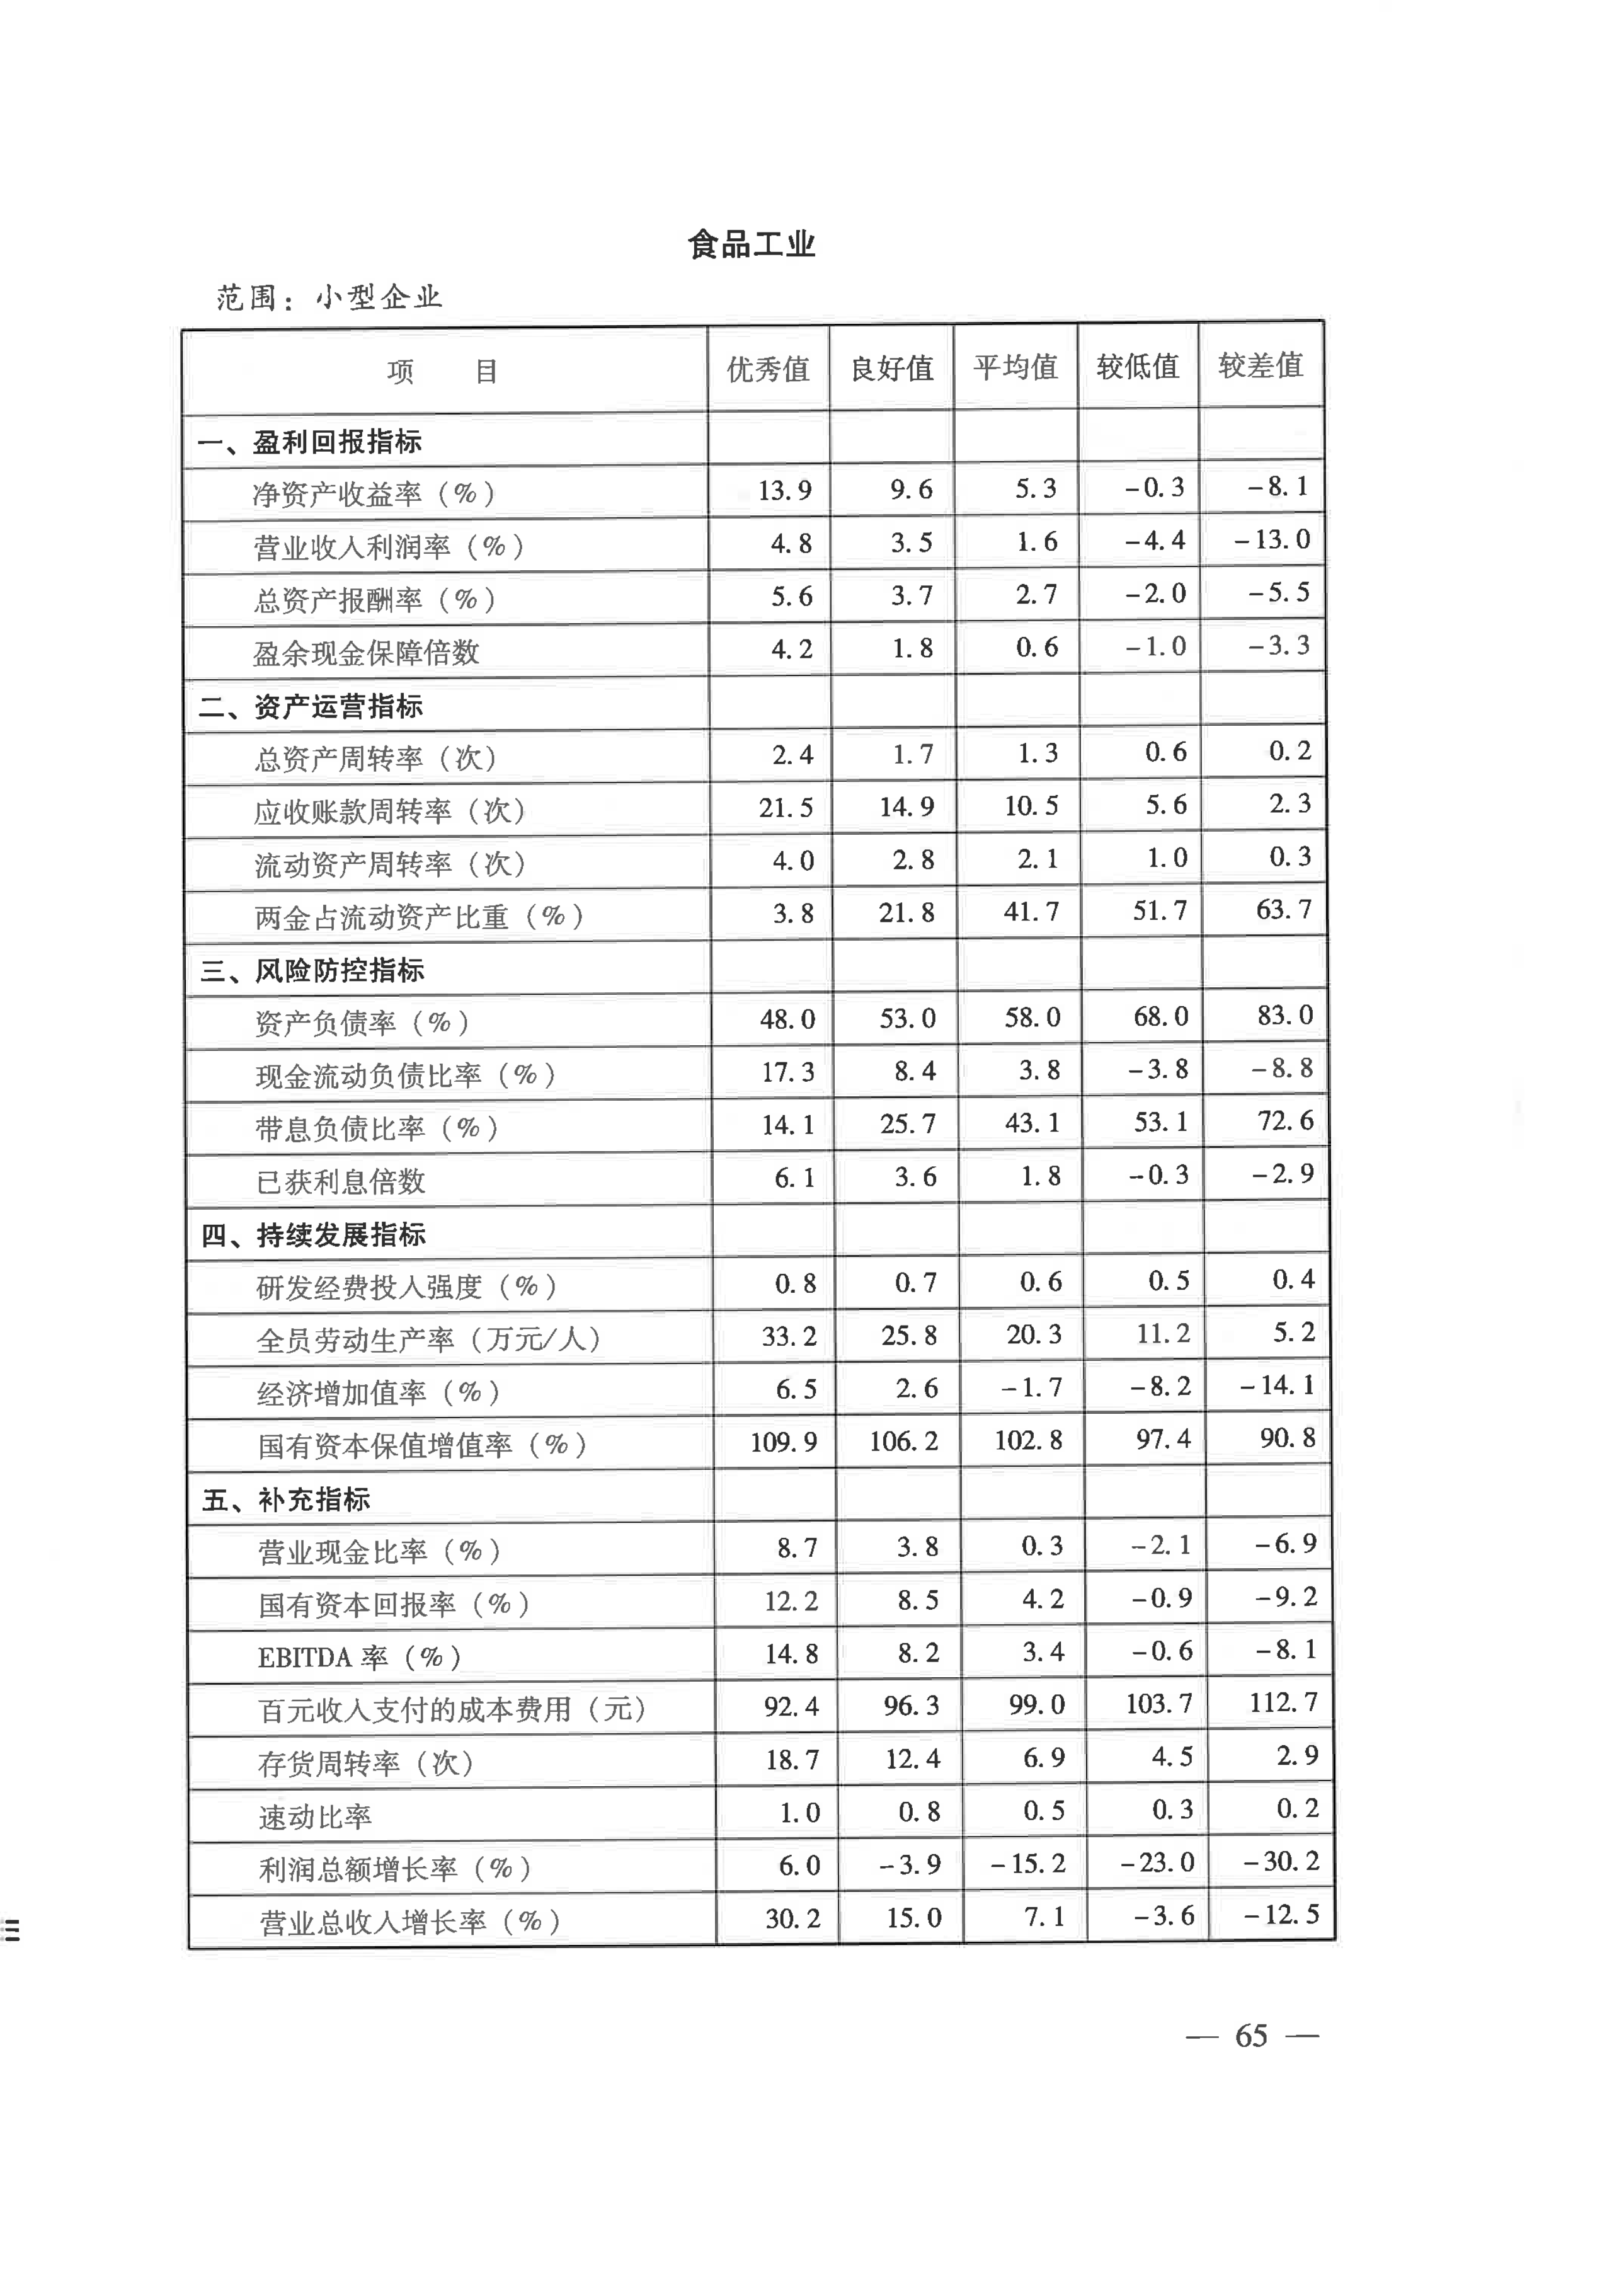 食品工业
范围：小型企业
项 目 优秀值 良好值 平均值 较低值 较差值
一、盈利回报指标
净资产收益率（%） 13.9 9.6 5.3 -0.3 -8.1
营业收入利润率（%） 4.8 3.5 1.6 -4.4 -13.0
总资产报酬率（%） 5.6 3.7 2.7 -2.0 -5.5
盈余现金保障倍数 4.2 1.8 0.6 -1.0 -3.3
二、资产运营指标
总资产周转率（次） 2.4 1.7 1.3 0.6 0.2
应收账款周转率（次） 21.5 14.9 10.5 5.6 2.3
流动资产周转率（次） 4.0 2.8 2.1 1.0 0.3
两金占流动资产比重（%） 3.8 21.8 41.7 51.7 63.7
三、风险防控指标
资产负债率（%） 48.0 53.0 58.0 68.0 83.0
现金流动负债比率（%） 17.3 8.4 3.8 -3.8 -8.8
带息负债比率（%） 14.1 25.7 43.1 53.1 72.6
已获利息倍数 6.1 3.6 1.8 -0.3 -2.9
四、持续发展指标
研发经费投入强度（%） 0.8 0.7 0.6 0.5 0.4
全员劳动生产率（万元/人） 33.2 25.8 20.3 11.2 5.2
经济增加值率（%） 6.5 2.6 -1.7 -8.2 -14.1
国有资本保值增值率（%） 109.9 106.2 102.8 97.4 90.8
五、补充指标
营业现金比率（%） 8.7 3.8 0.3 -2.1 -6.9
国有资本回报率（%） 12.2 8.5 4.2 -0.9 -9.2
EBITDA 率（%） 14.8 8.2 3.4 -0.6 -8.1
百元收入支付的成本费用（元） 92.4 96.3 99.0 103.7 112.7
存货周转率（次） 18.7 12.4 6.9 4.5 2.9
速动比率 1.0 0.8 0.5 0.3 0.2
利润总额增长率（%） 6.0 -3.9 -15.2 -23.0 -30.2
营业总收入增长率（%） 30.2 15.0 7.1 -3.6 -12.5
— 65 —